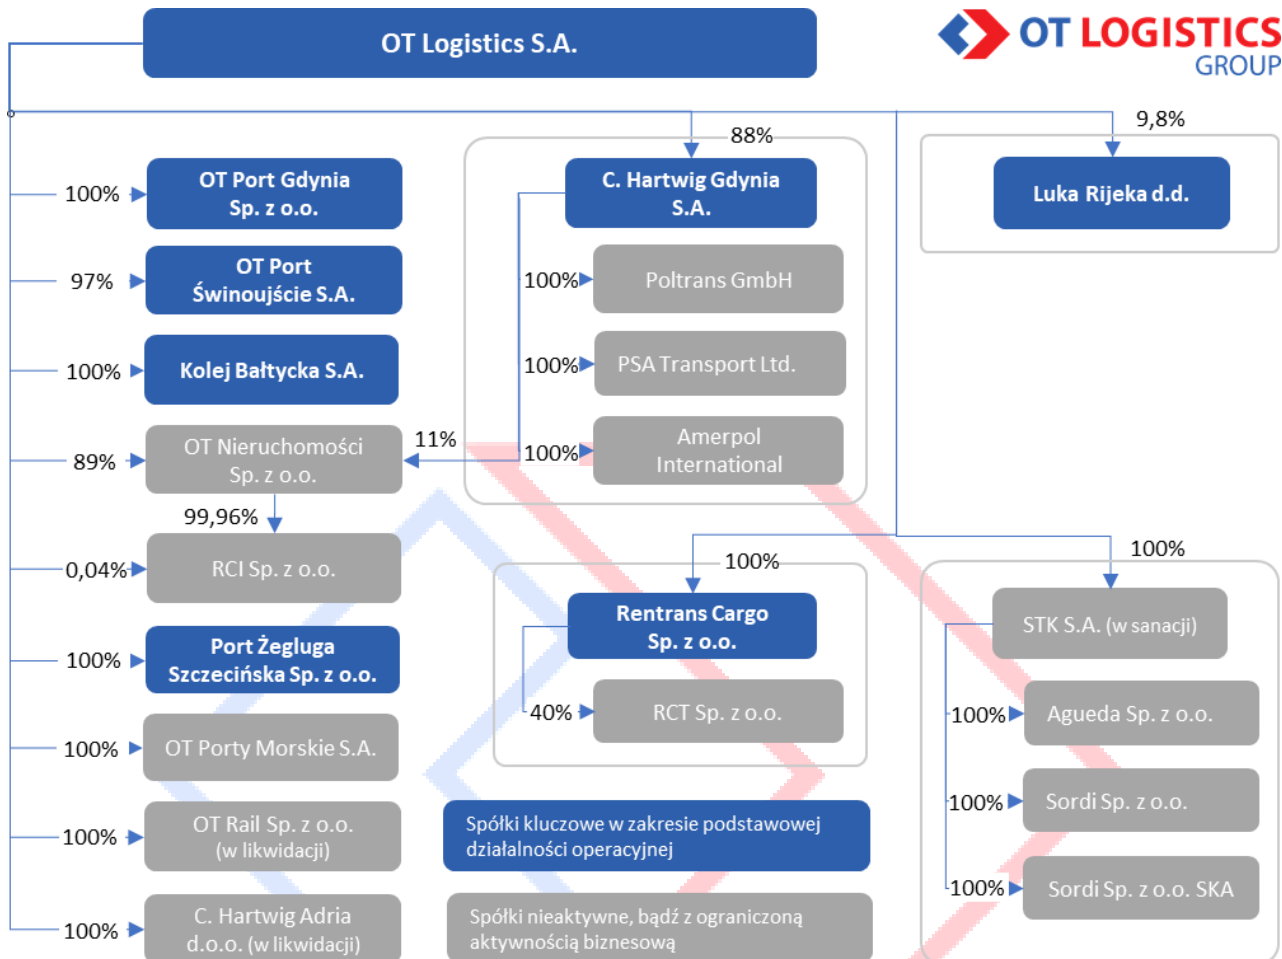 OT Logistics S.A.
OT LOGISTICS
GROUP
88%
9,8%
100%
OT Port Gdynia
Sp. z o.o.
C. Hartwig Gdynia
S.A.
Luka Rijeka d.d.
97%
OT Port
Świnoujście S.A.
100%
Poltrans GmbH
100%
Kolej Bałtycka S.A.
100%
PSA Transport Ltd.
89%
OT Nieruchomości
Sp. z o.o.
11%
100%
Amerpol
International
99,96%
0,04%
RCI Sp. z o.o.
100%
100%
Rentrans Cargo
Sp. z o.o.
STK S.A. (w sanacji)
100%
Port Żegluga
Szczecińska Sp. z o.o.
40%
RCT Sp. z o.o.
100%
Agueda Sp. z o.o.
100%
OT Porty Morskie S.A.
100%
Sordi Sp. z o.o.
100%
OT Rail Sp. z o.o.
(w likwidacji)
Spółki kluczowe w zakresie podstawowej
działalności operacyjnej
100%
Sordi Sp. z o.o. SKA
100%
C. Hartwig Adria
d.o.o. (w likwidacji)
Spółki nieaktywne, bądź z ograniczoną
aktywnością biznesową